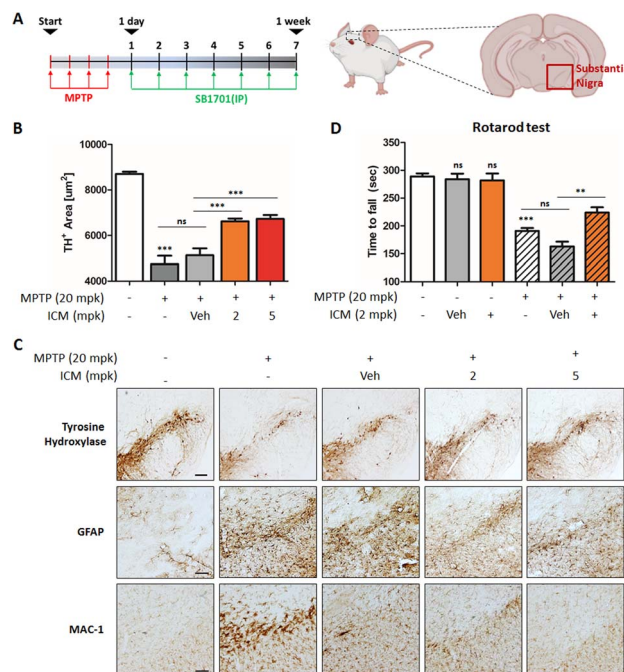 A
Start
1 day
1 week
1 2 3 4 5 6 7
MPTP
SB1701(IP)
Substanti
Nigra
B
10000
8000
6000
4000
TH+ Area [um²]
***
ns
***
***
MPTP (20 mpk) - + + + +
ICM (mpk) - - Veh 2 5
D
Rotarod test
350
300
250
200
150
100
Time to fall (sec)
ns
ns
***
ns
**
MPTP (20 mpk) - - - + + +
ICM (2 mpk) - Veh + - Veh +
C
MPTP (20 mpk) - + + + +
ICM (mpk) - - Veh 2 5
Tyrosine
Hydroxylase
GFAP
MAC-1